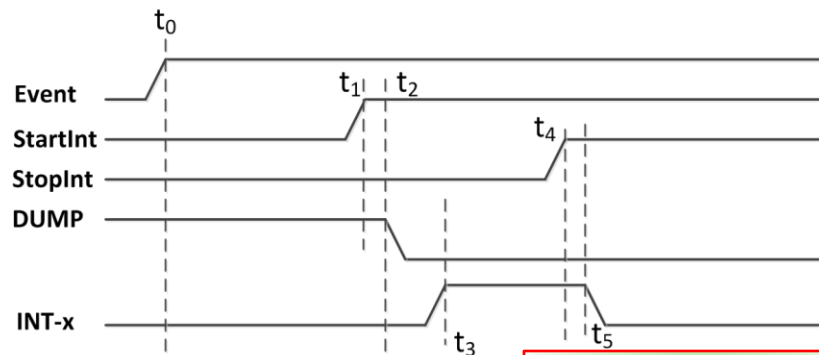 t₀
Event
t₁
t₂
StartInt
t₄
StopInt
DUMP
INT-x
t₃
t₅